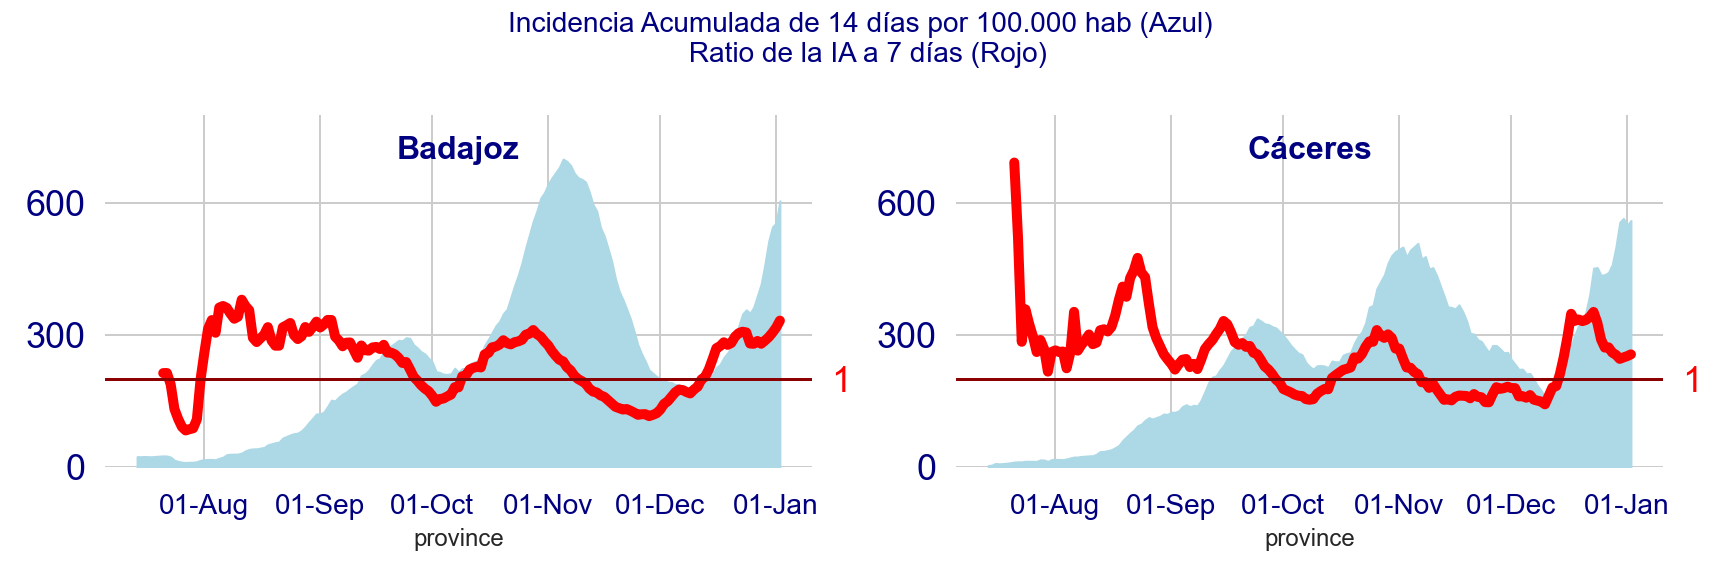 Incidencia Acumulada de 14 días por 100.000 hab (Azul)
Ratio de la IA a 7 días (Rojo)
Badajoz
600
300
0
1
01-Aug 01-Sep 01-Oct 01-Nov 01-Dec 01-Jan
province
Cáceres
600
300
0
1
01-Aug 01-Sep 01-Oct 01-Nov 01-Dec 01-Jan
province